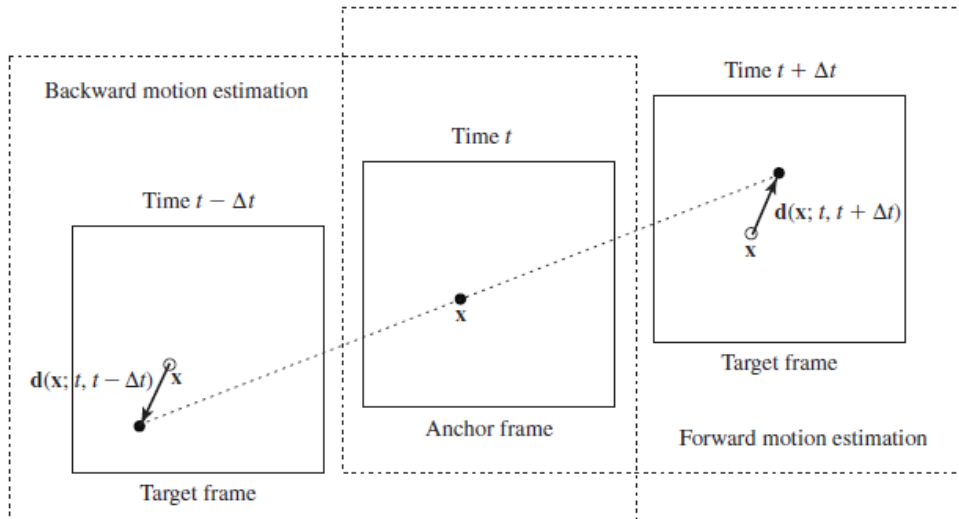 Backward motion estimation
Time t − Δt
d(x; t, t − Δt)
x
Target frame
Time t
x
Anchor frame
Time t + Δt
d(x; t, t + Δt)
x
Target frame
Forward motion estimation